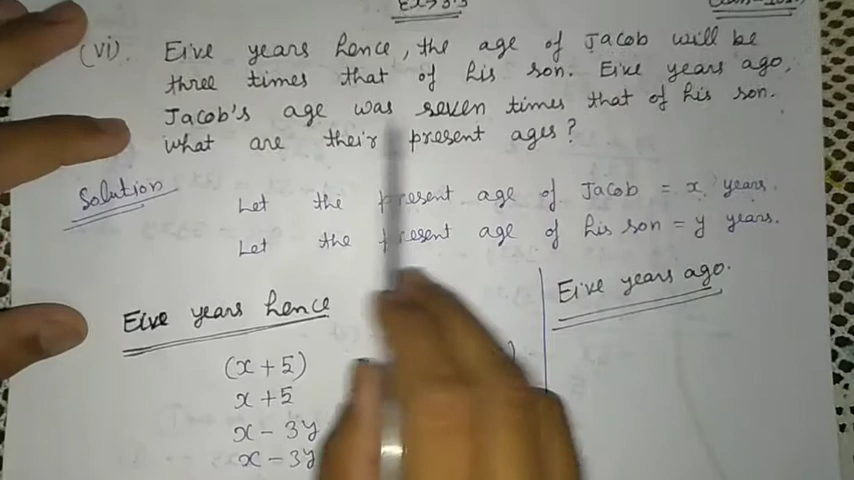 Ex→3.3
(vi). Five years hence, the age of Jacob will be
three times that of his son. Five years ago,
Jacob's age was seven times that of his son.
what are their present ages?
Solution
Let the present age of Jacob = x years.
Let the present age of his son = y years.
Five years hence
(x+5)
x+5
x-3y
x-3y
Five years ago.